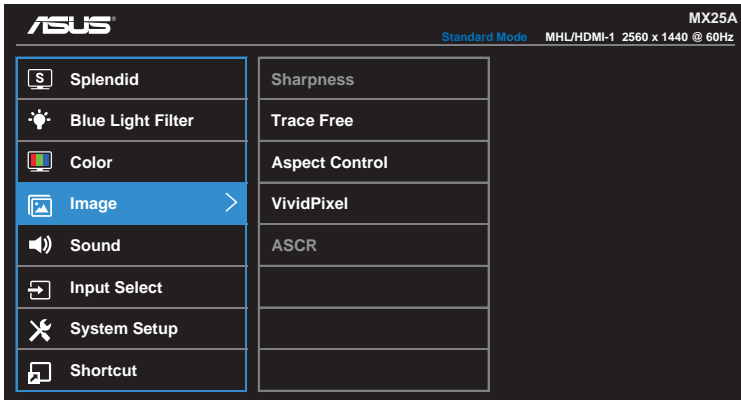 ASUS®
MX25A
Standard Mode MHL/HDMI-1 2560 x 1440 @ 60Hz
S Splendid
Blue Light Filter
Color
Image
Sound
Input Select
System Setup
Shortcut
Sharpness
Trace Free
Aspect Control
VividPixel
ASCR